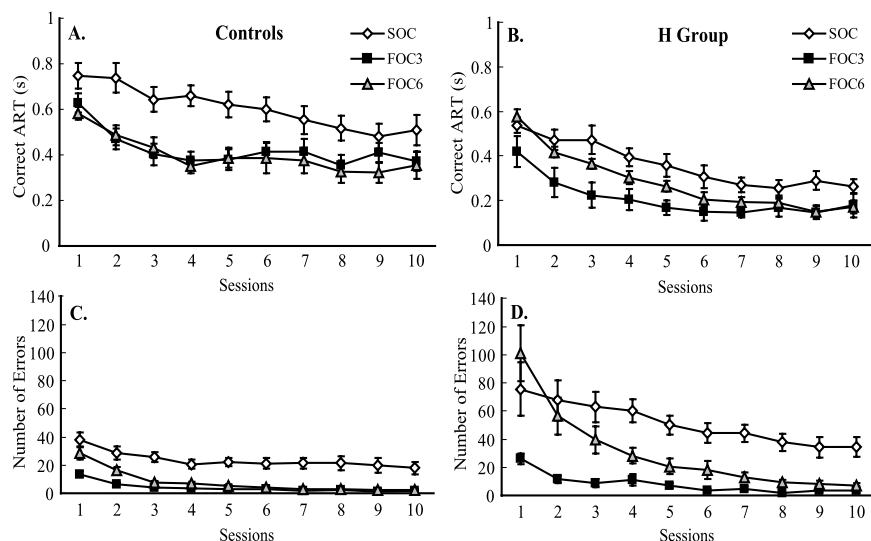 A. Controls
SOC
FOC3
FOC6
Correct ART (s)
1
0.8
0.6
0.4
0.2
0
1 2 3 4 5 6 7 8 9 10
Sessions
B. H Group
SOC
FOC3
FOC6
Correct ART (s)
1
0.8
0.6
0.4
0.2
0
1 2 3 4 5 6 7 8 9 10
Sessions
C.
Number of Errors
140
120
100
80
60
40
20
0
1 2 3 4 5 6 7 8 9 10
Sessions
D.
Number of Errors
140
120
100
80
60
40
20
0
1 2 3 4 5 6 7 8 9 10
Sessions